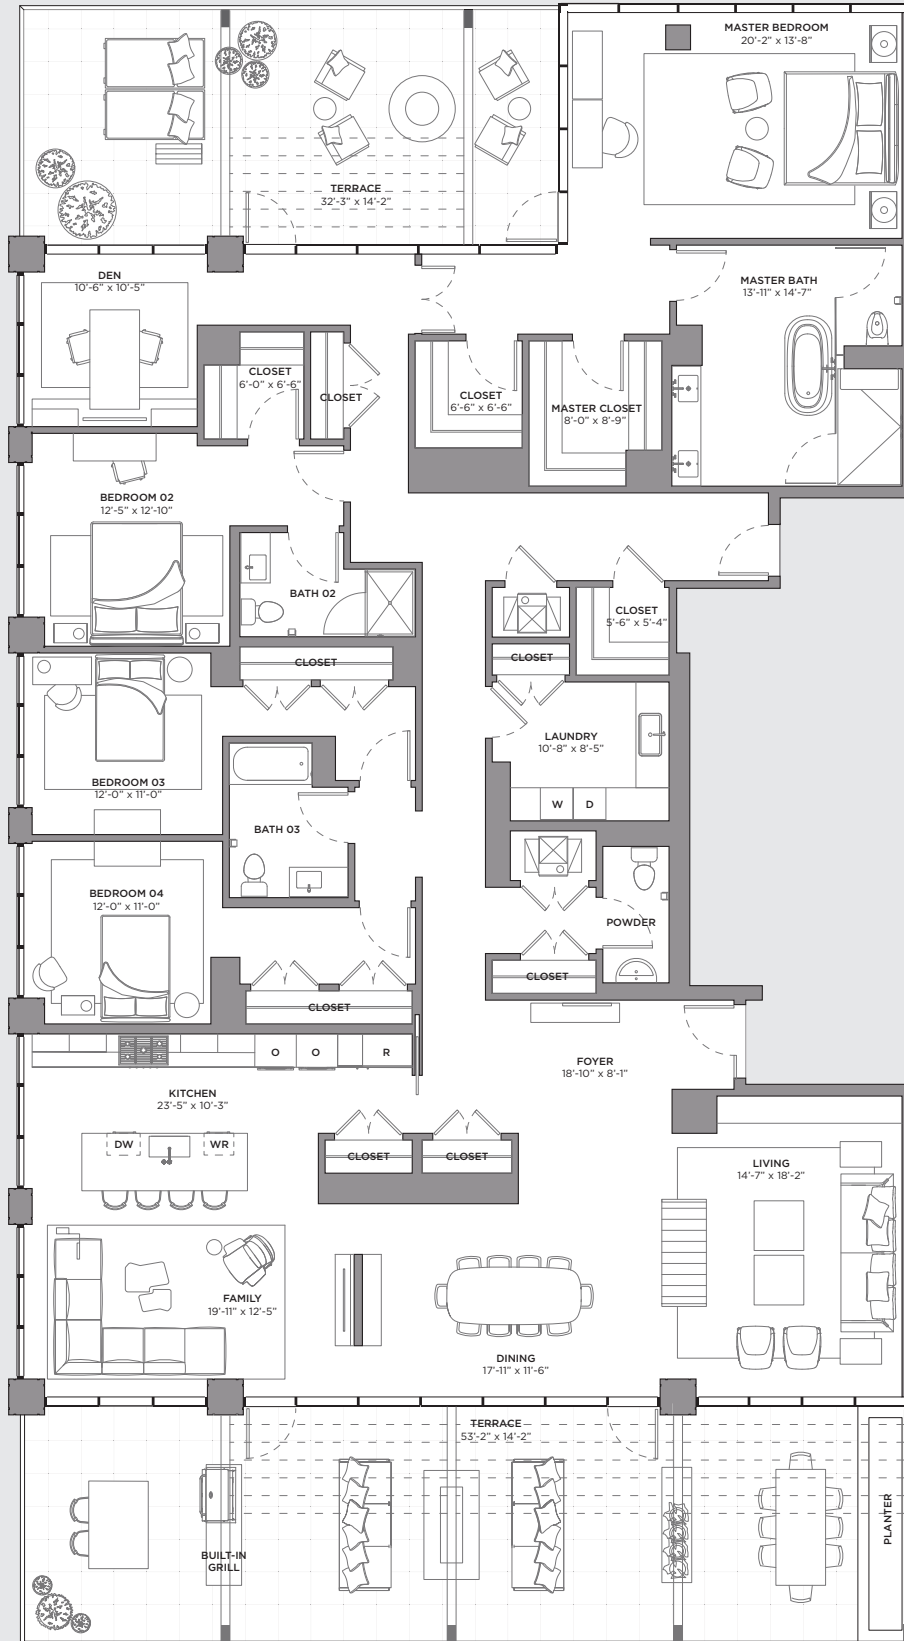 MASTER BEDROOM
20'-2" x 13'-8"
TERRACE
32'-3" x 14'-2"
DEN
10'-6" x 10'-5"
MASTER BATH
13'-11" x 14'-7"
CLOSET
6'-0" x 6'-6"
CLOSET
CLOSET
6'-6" x 6'-6"
MASTER CLOSET
8'-0" x 8'-9"
BEDROOM 02
12'-5" x 12'-10"
BATH 02
CLOSET
5'-6" x 5'-4"
CLOSET
CLOSET
LAUNDRY
10'-8" x 8'-5"
W D
BEDROOM 03
12'-0" x 11'-0"
BATH 03
BEDROOM 04
12'-0" x 11'-0"
POWDER
CLOSET
CLOSET
O O R
FOYER
18'-10" x 8'-1"
KITCHEN
23'-5" x 10'-3"
DW WR
CLOSET
CLOSET
LIVING
14'-7" x 18'-2"
FAMILY
19'-11" x 12'-5"
DINING
17'-11" x 11'-6"
TERRACE
53'-2" x 14'-2"
BUILT-IN
GRILL
PLANTER